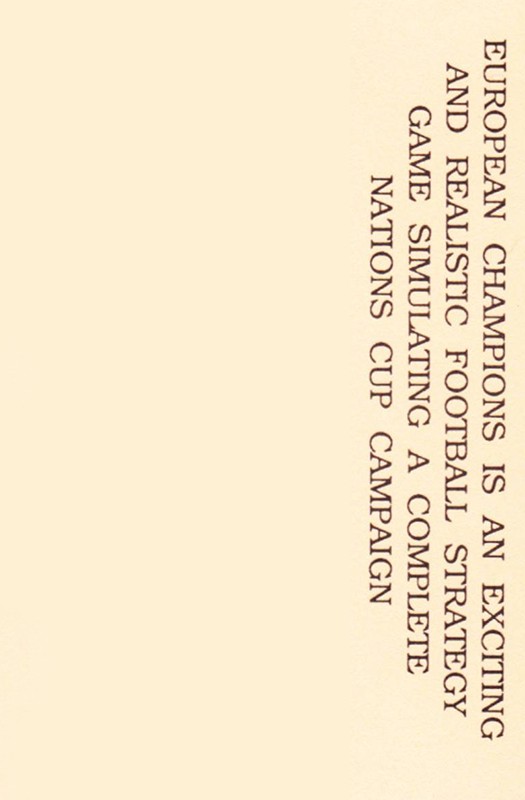 EUROPEAN CHAMPIONS IS AN EXCITING
AND REALISTIC FOOTBALL STRATEGY
GAME SIMULATING A COMPLETE
NATIONS CUP CAMPAIGN